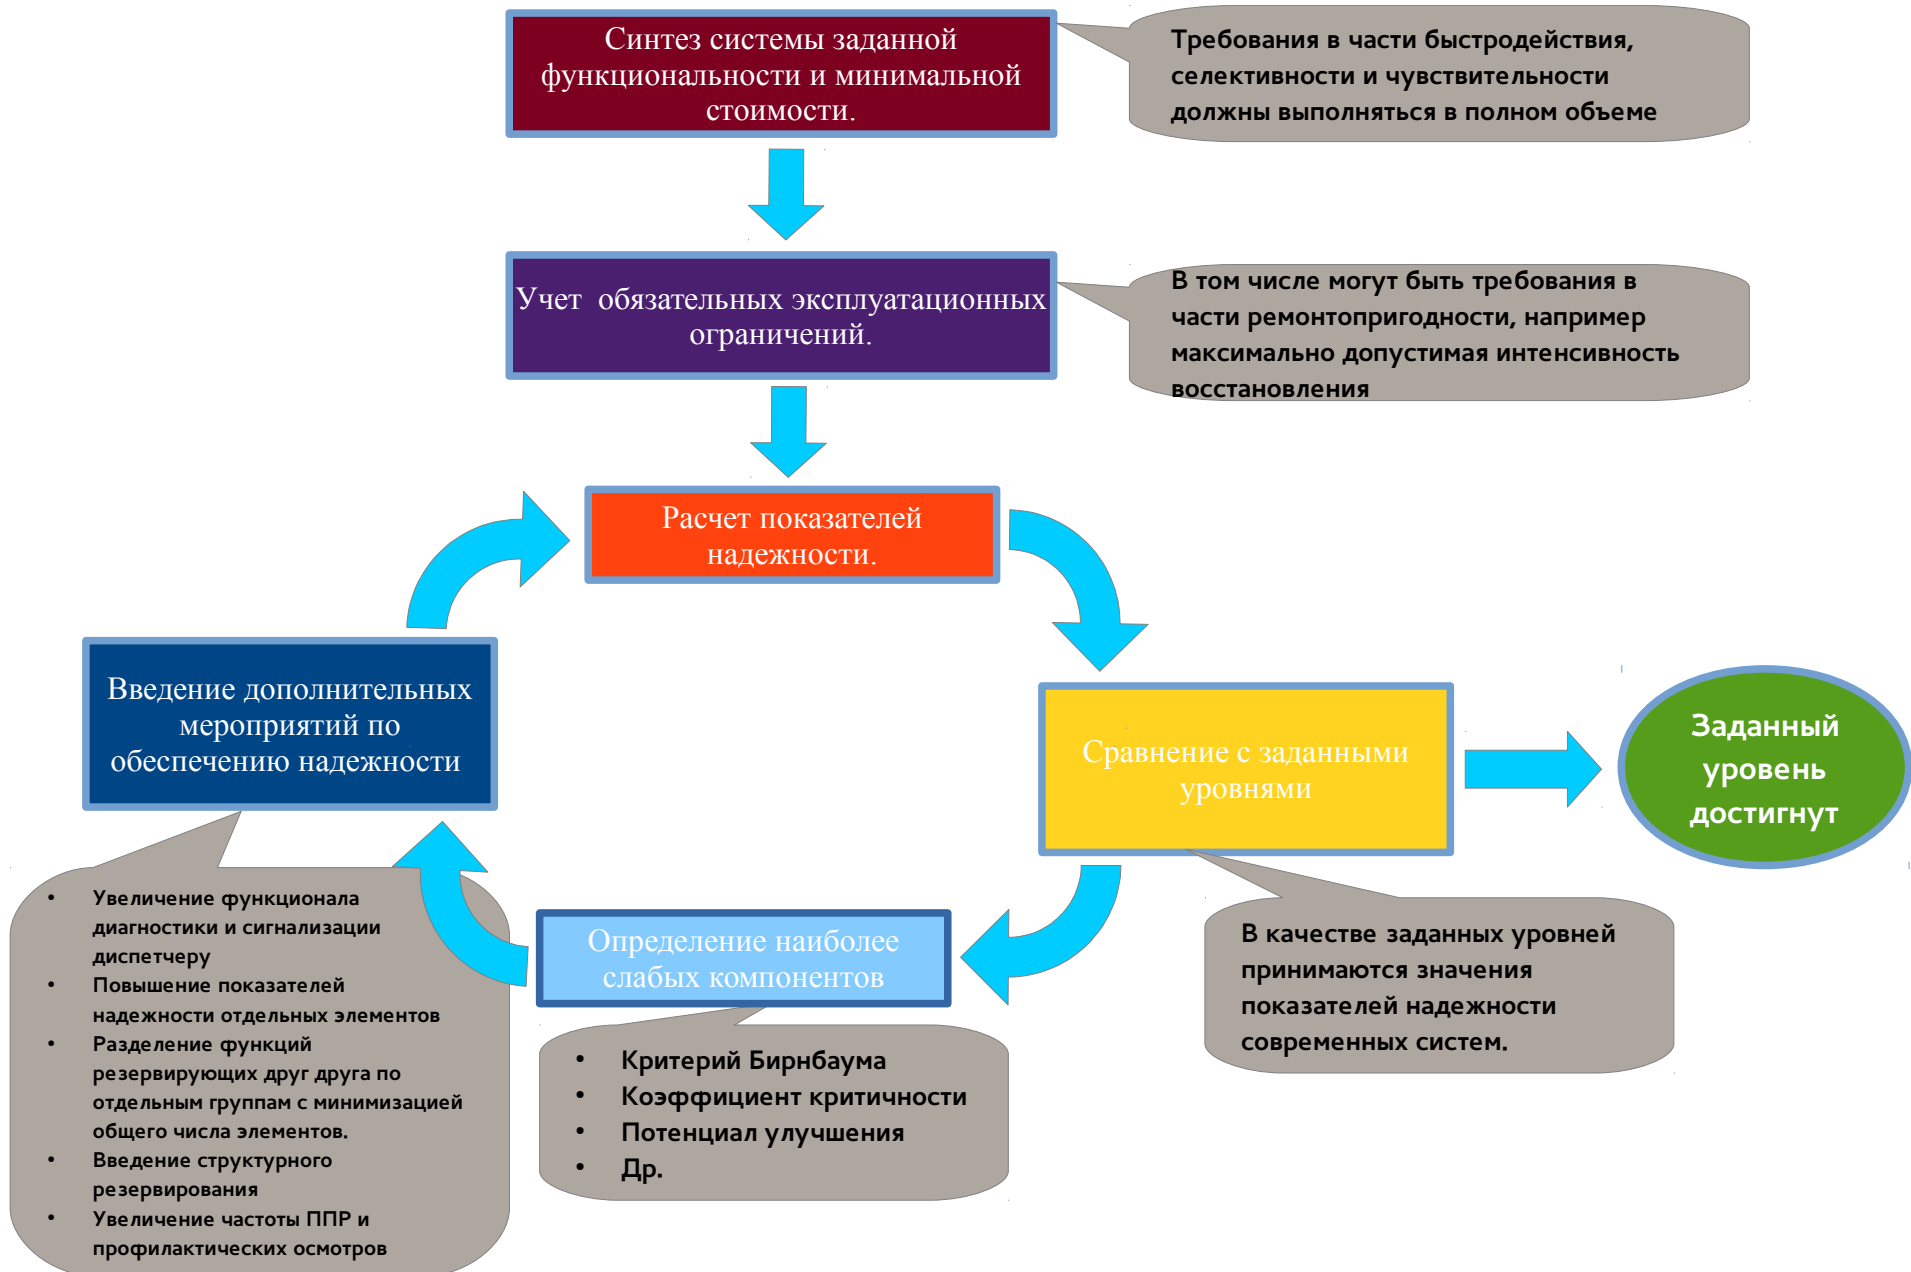 Синтез системы заданной
функциональности и минимальной
стоимости.
Требования в части быстродействия,
селективности и чувствительности
должны выполняться в полном объеме
Учет обязательных эксплуатационных
ограничений.
В том числе могут быть требования в
части ремонтопригодности, например
максимально допустимая интенсивность
восстановления
Расчет показателей
надежности.
Введение дополнительных
мероприятий по
обеспечению надежности
Сравнение с заданными
уровнями
Заданный
уровень
достигнут
• Увеличение функционала
диагностики и сигнализации
диспетчеру
• Повышение показателей
надежности отдельных элементов
• Разделение функций
резервирующих друг друга по
отдельным группам с минимизацией
общего числа элементов.
• Введение структурного
резервирования
• Увеличение частоты ППР и
профилактических осмотров
Определение наиболее
слабых компонентов
• Критерий Бирнбаума
• Коэффициент критичности
• Потенциал улучшения
• Др.
В качестве заданных уровней
принимаются значения
показателей надежности
современных систем.